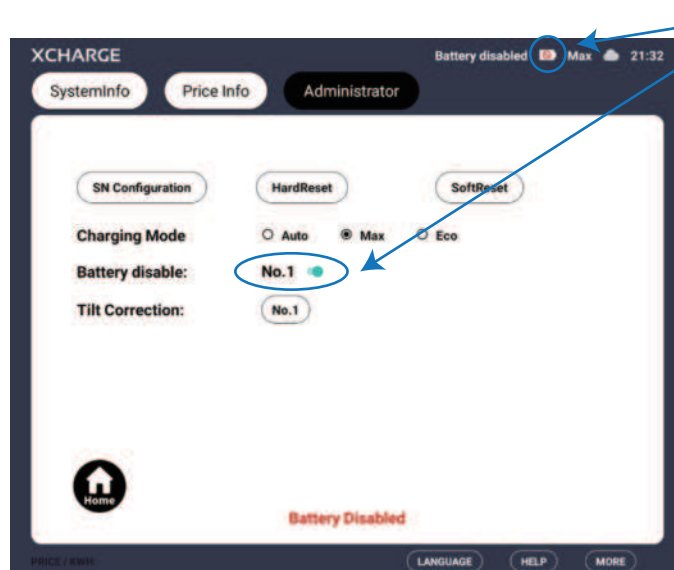 XCHARGE
Battery disabled Max 21:32
SystemInfo Price Info Administrator
SN Configuration HardReset SoftReset
Charging Mode Auto Max Eco
Battery disable: No.1
Tilt Correction: No.1
Home
Battery Disabled
PRICE / KWH LANGUAGE HELP MORE